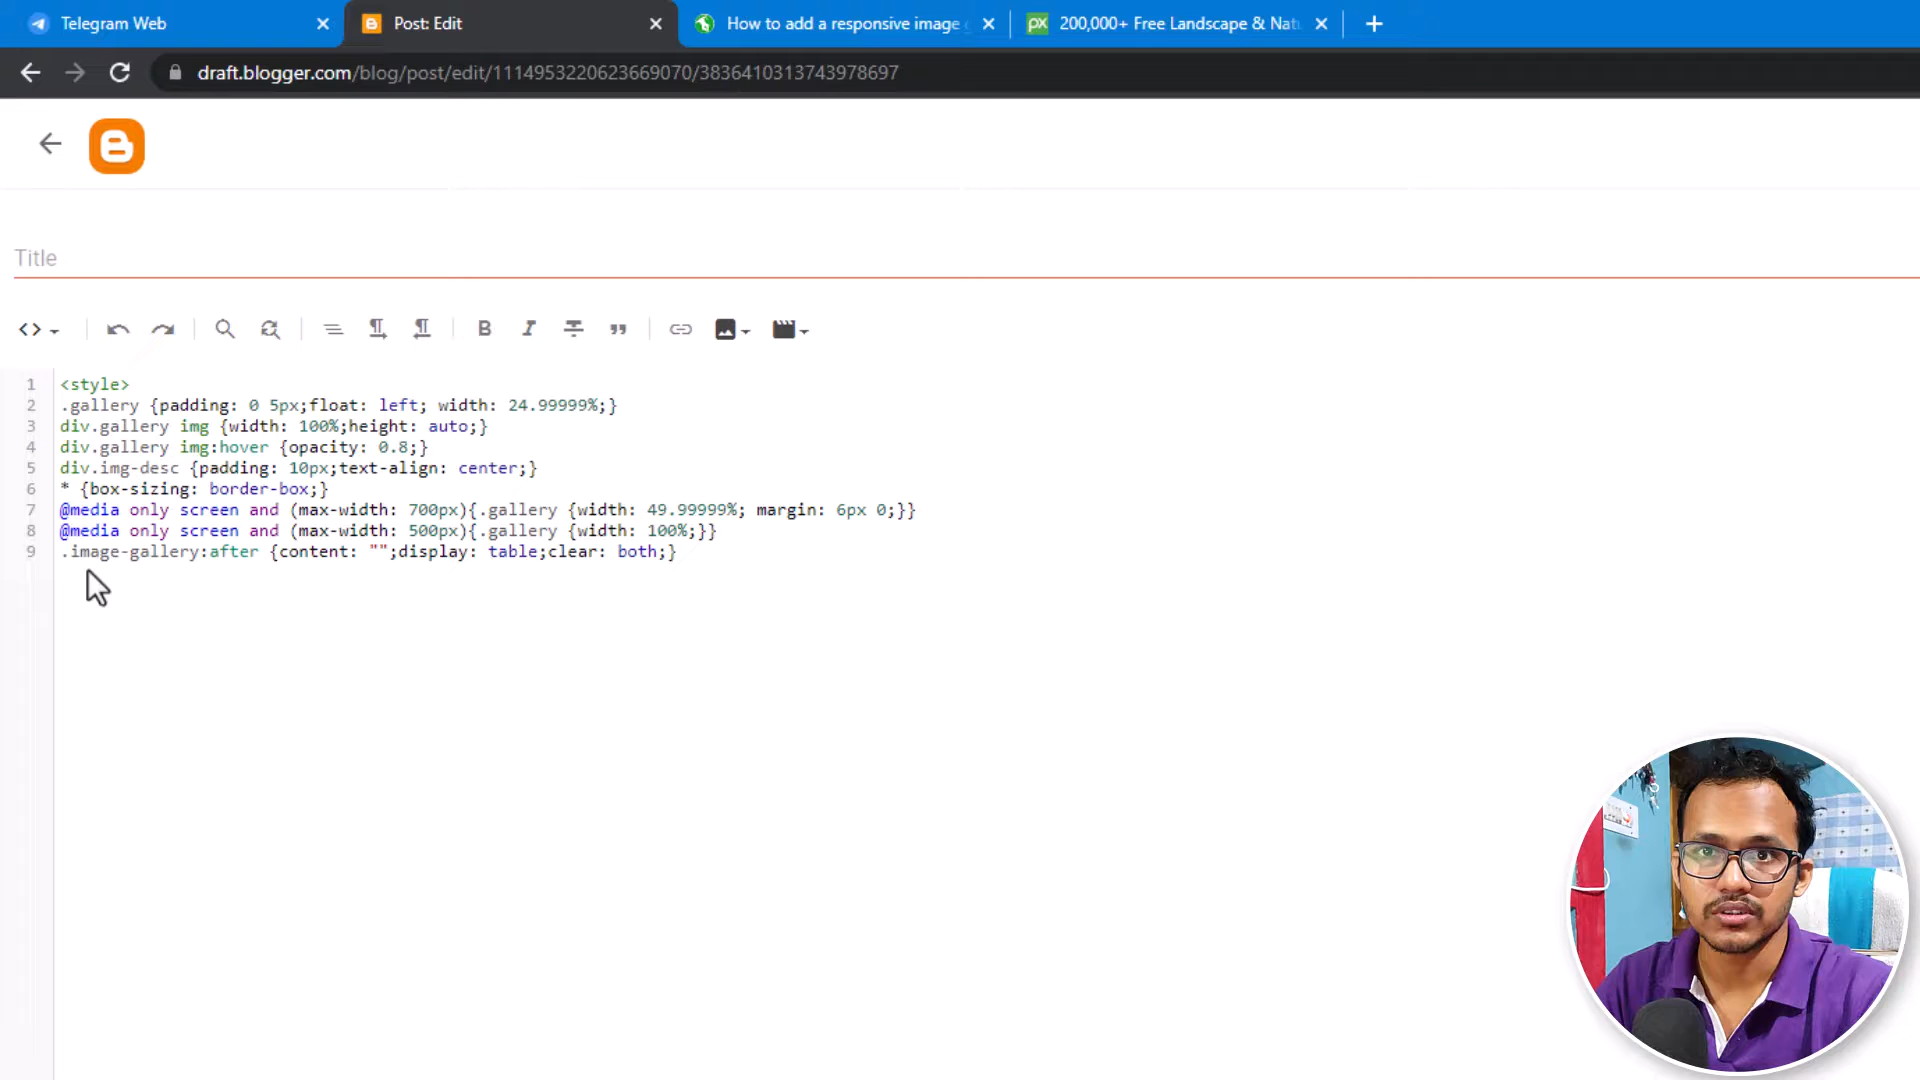 Telegram Web
Post: Edit
How to add a responsive image
200,000+ Free Landscape & Nat
draft.blogger.com/blog/post/edit/1114953220623669070/3836410313743978697
Title
1 <style>
2 .gallery {padding: 0 5px;float: left; width: 24.99999%;}
3 div.gallery img {width: 100%;height: auto;}
4 div.gallery img:hover {opacity: 0.8;}
5 div.img-desc {padding: 10px;text-align: center;}
6 * {box-sizing: border-box;}
7 @media only screen and (max-width: 700px){.gallery {width: 49.99999%; margin: 6px 0;}}
8 @media only screen and (max-width: 500px){.gallery {width: 100%;}}
9 .image-gallery:after {content: "";display: table;clear: both;}